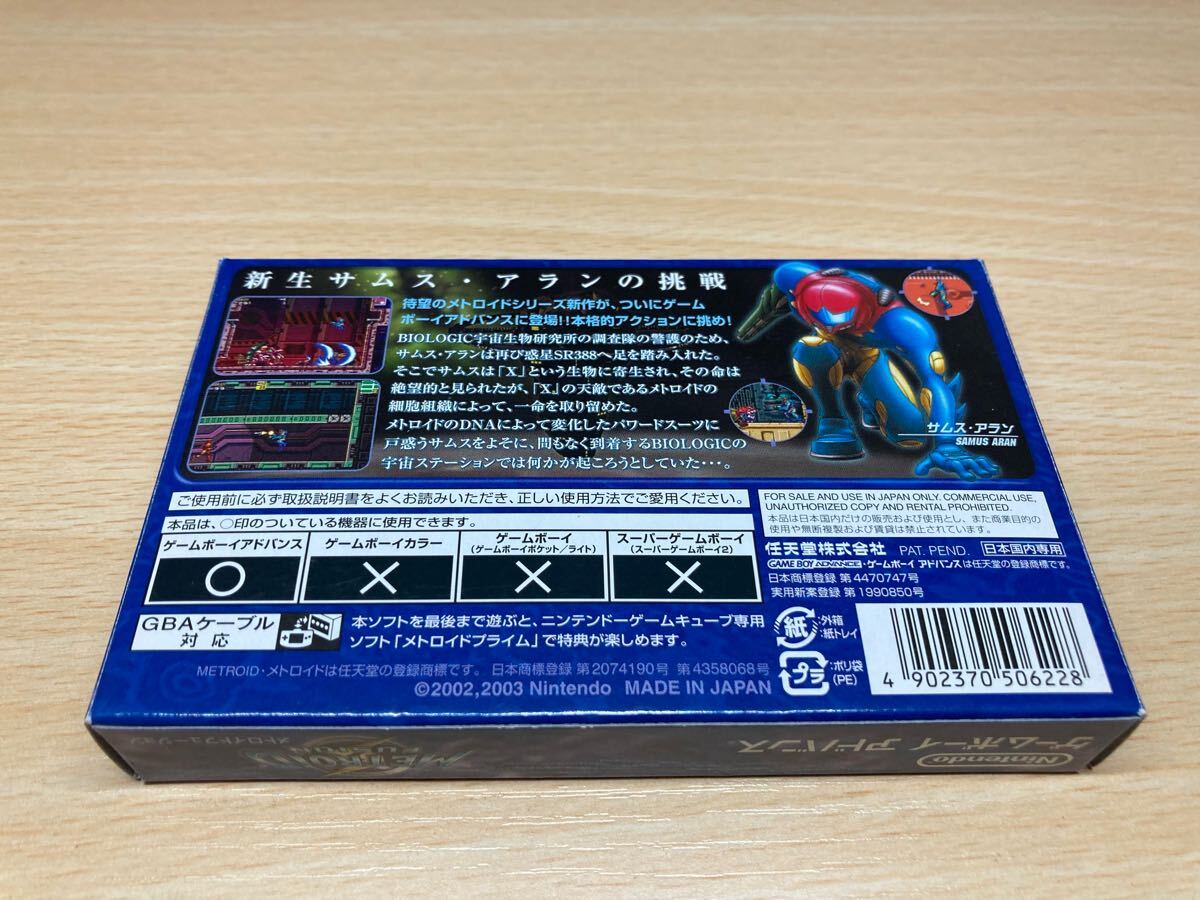 新生サムス・アランの挑戦
待望のメトロイドシリーズ新作が、ついにゲーム
ボーイアドバンスに登場!!本格的アクションに挑め!
BIOLOGIC宇宙生物研究所の調査隊の警護のため、
サムス・アランは再び惑星SR388へ足を踏み入れた。
そこでサムスは「X」という生物に寄生され、その命は
絶望的と見られたが、「X」の天敵であるメトロイドの
細胞組織によって、一命を取り留めた。
メトロイドのDNAによって変化したパワードスーツに
戸惑うサムスをよそに、間もなく到着するBIOLOGICの
宇宙ステーションでは何かが起ころうとしていた・・・。
サムス・アラン
SAMUS ARAN
ご使用前に必ず取扱説明書をよくお読みいただき、正しい使用方法でご愛用ください。
本品は、○印のついている機器に使用できます。
ゲームボーイアドバンス
ゲームボーイカラー
ゲームボーイ
(ゲームボーイポケット/ライト)
スーパーゲームボーイ
(スーパーゲームボーイ2)
○
×
×
×
FOR SALE AND USE IN JAPAN ONLY. COMMERCIAL USE,
UNAUTHORIZED COPY AND RENTAL PROHIBITED.
本品は日本国内だけの販売および使用とし、また商業目的の
使用や無断複製および賃貸は禁止されています。
任天堂株式会社 PAT. PEND. 日本国内専用
GAME BOY ADVANCE・ゲームボーイ アドバンスは任天堂の登録商標です。
日本商標登録 第4470747号
実用新案登録 第1990850号
GBAケーブル
対応
本ソフトを最後まで遊ぶと、ニンテンドーゲームキューブ専用
ソフト「メトロイドプライム」で特典が楽しめます。
紙
:外箱
:紙トレイ
プラ
:ポリ袋
(PE)
METROID・メトロイドは任天堂の登録商標です。 日本商標登録 第2074190号 第4358068号
©2002,2003 Nintendo MADE IN JAPAN
4 902370 506228
Nintendo
ゲームボーイ アドバンス
METROID
FUSION
メトロイドフュージョン